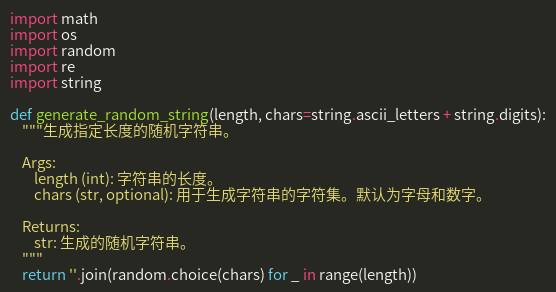 import math
import os
import random
import re
import string

def generate_random_string(length, chars=string.ascii_letters + string.digits):
    """生成指定长度的随机字符串。

    Args:
        length (int): 字符串的长度。
        chars (str, optional): 用于生成字符串的字符集。默认为字母和数字。

    Returns:
        str: 生成的随机字符串。
    """
    return ''.join(random.choice(chars) for _ in range(length))